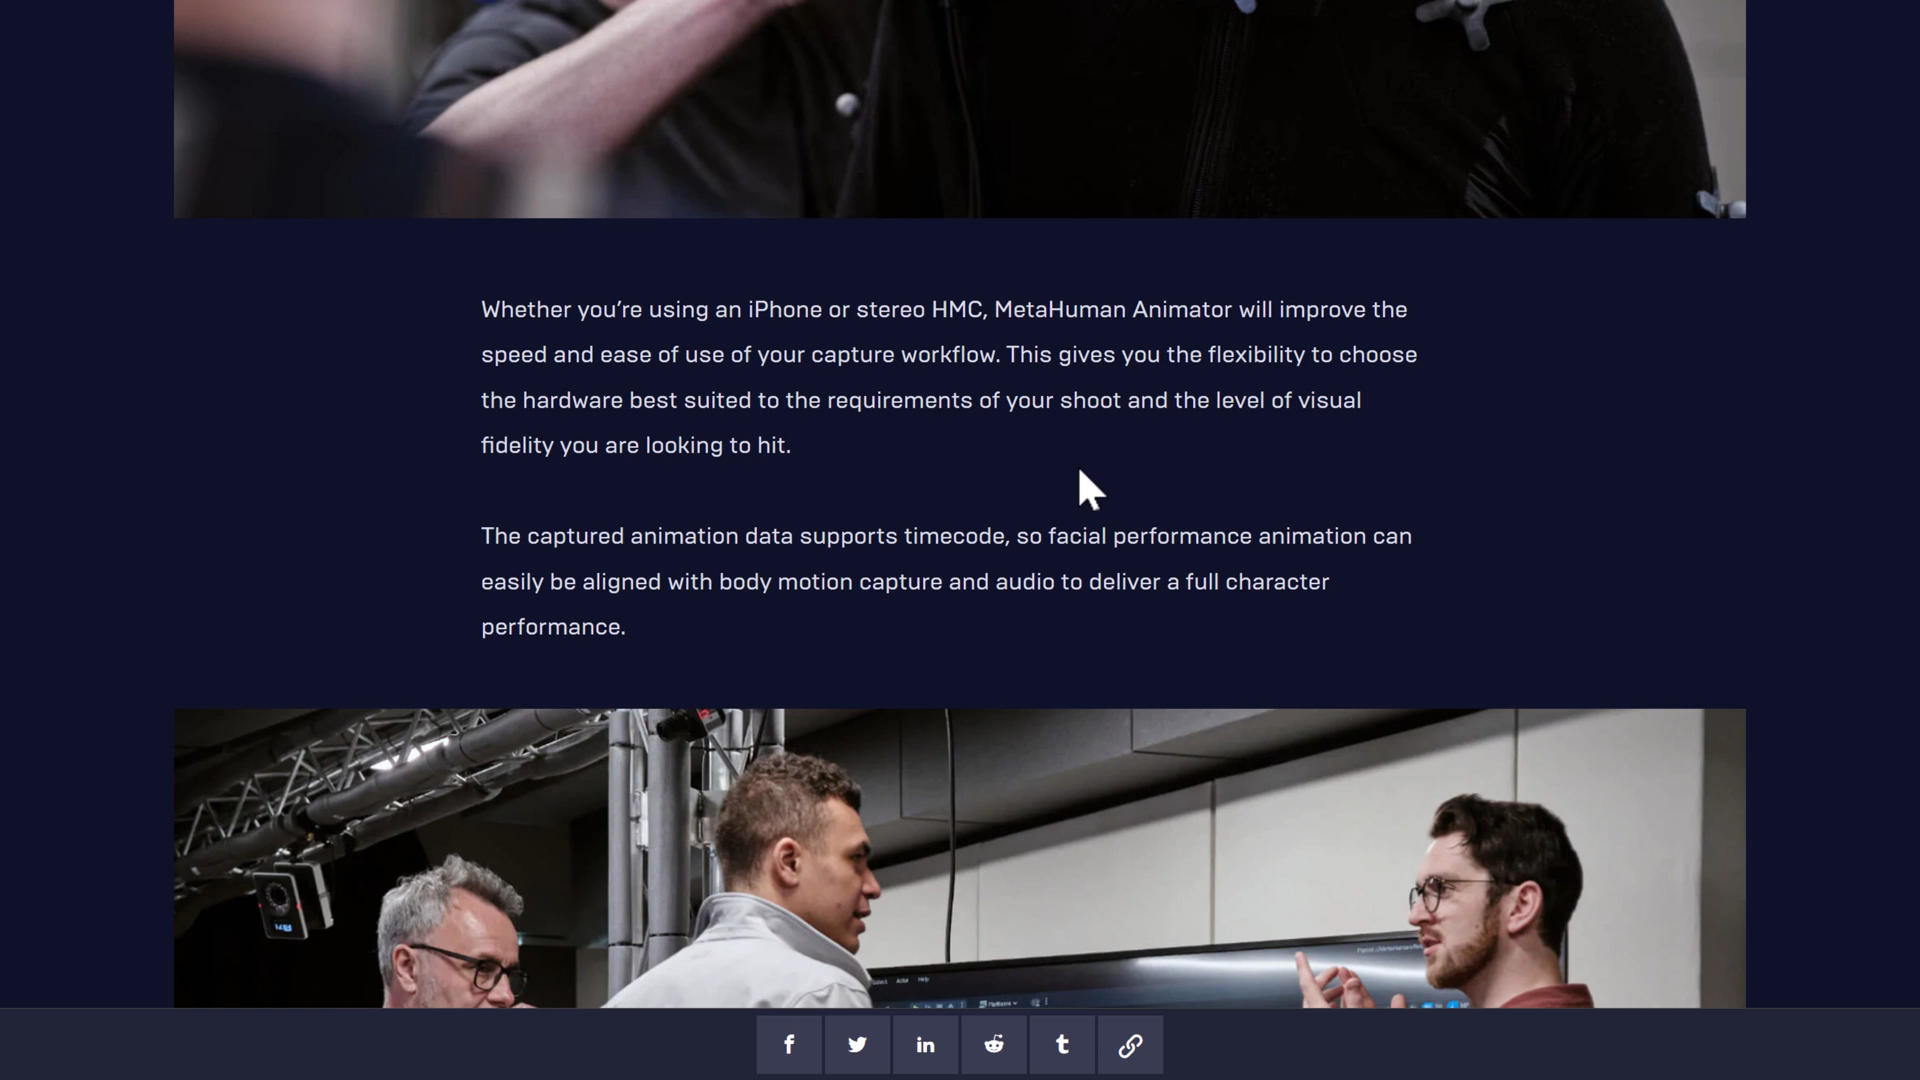 Whether you’re using an iPhone or stereo HMC, MetaHuman Animator will improve the
speed and ease of use of your capture workflow. This gives you the flexibility to choose
the hardware best suited to the requirements of your shoot and the level of visual
fidelity you are looking to hit.
The captured animation data supports timecode, so facial performance animation can
easily be aligned with body motion capture and audio to deliver a full character
performance.
Select Actor Help
Platforms